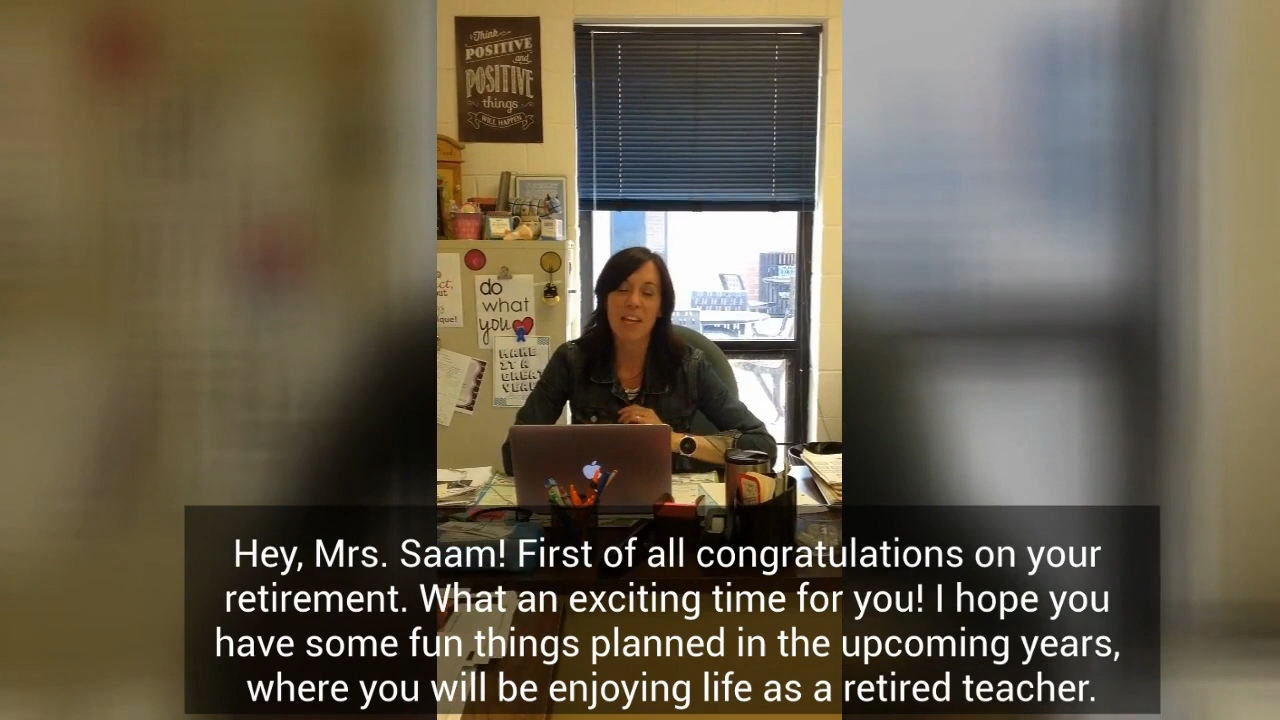 Think
POSITIVE
and
POSITIVE
things
WILL HAPPEN
do
what
you
MAKE
IT A
GREAT
YEAR
Hey, Mrs. Saam! First of all congratulations on your
retirement. What an exciting time for you! I hope you
have some fun things planned in the upcoming years,
where you will be enjoying life as a retired teacher.